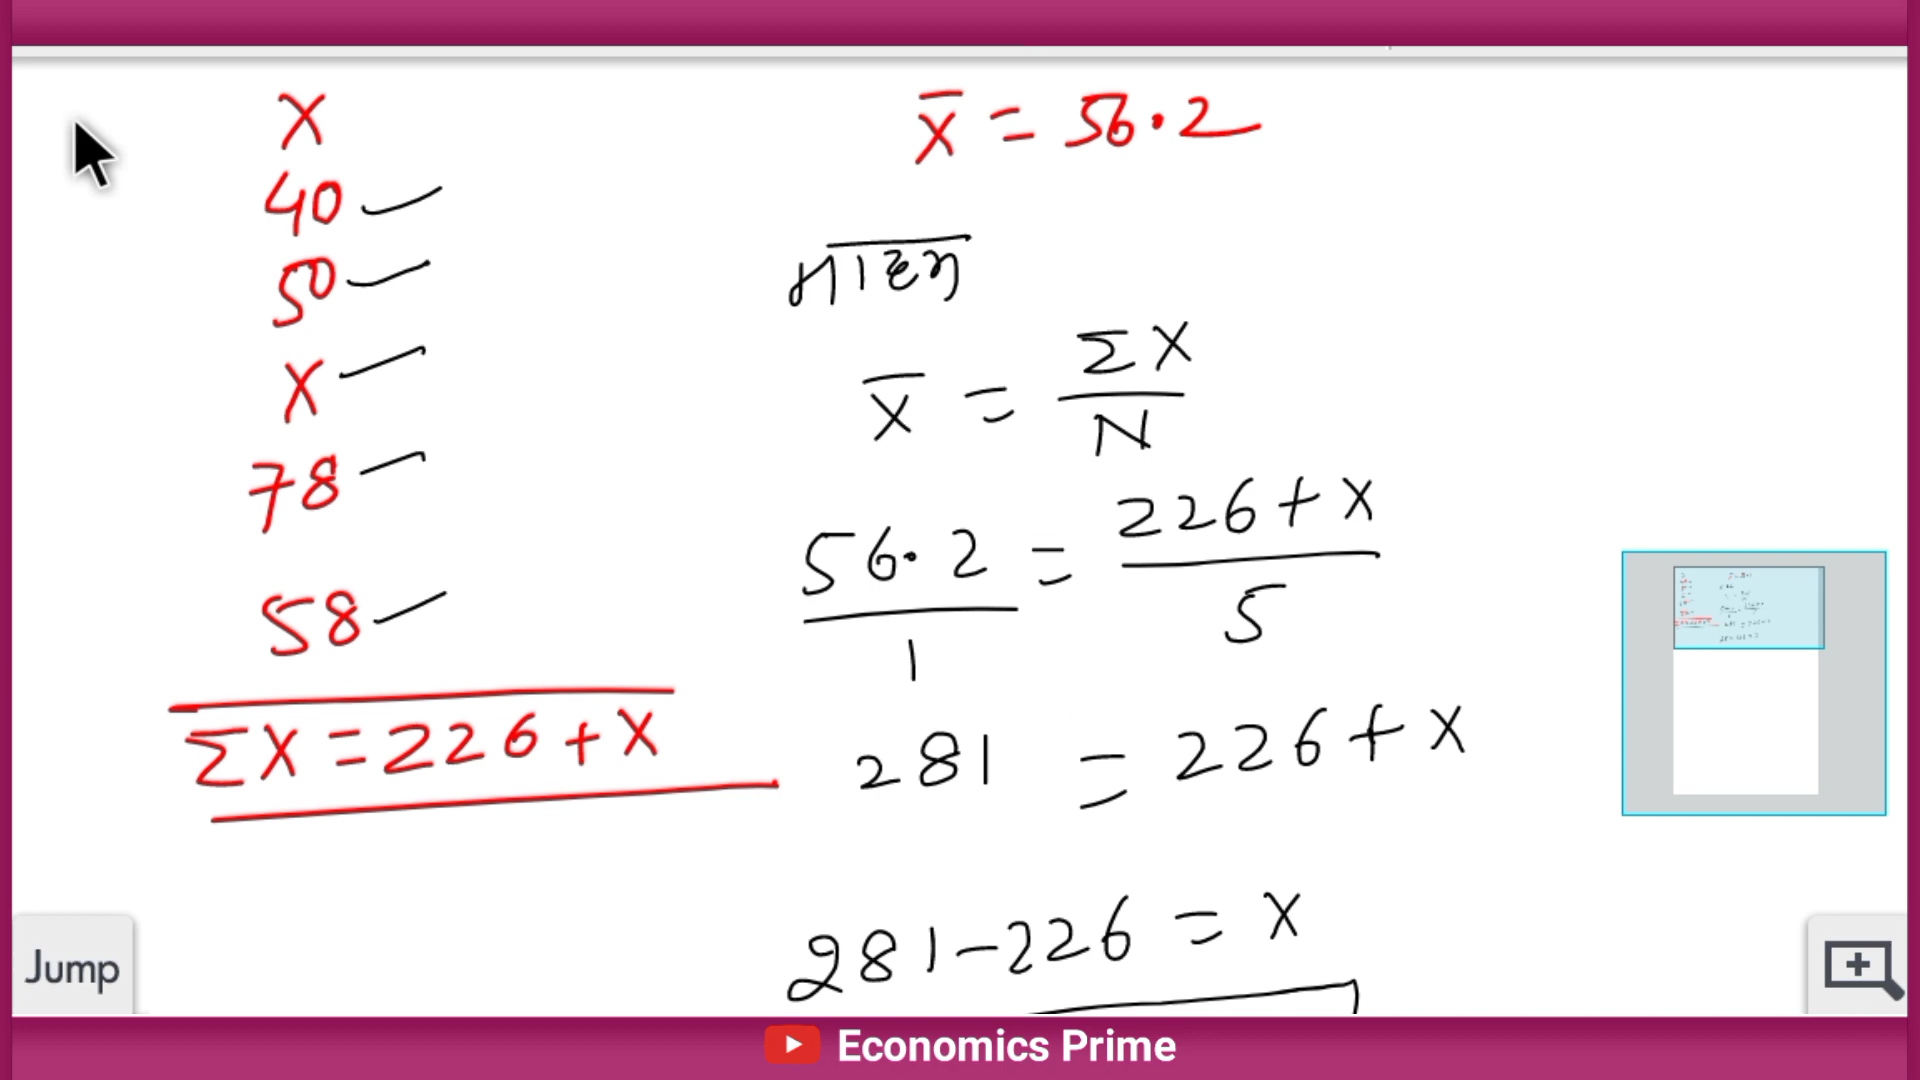 X
40
50
X
78
58
ΣX = 226 + X
X̄ = 56.2
माध्य
X̄ = ΣX / N
56.2 / 1 = 226 + X / 5
281 = 226 + X
281 - 226 = X
Jump
Economics Prime